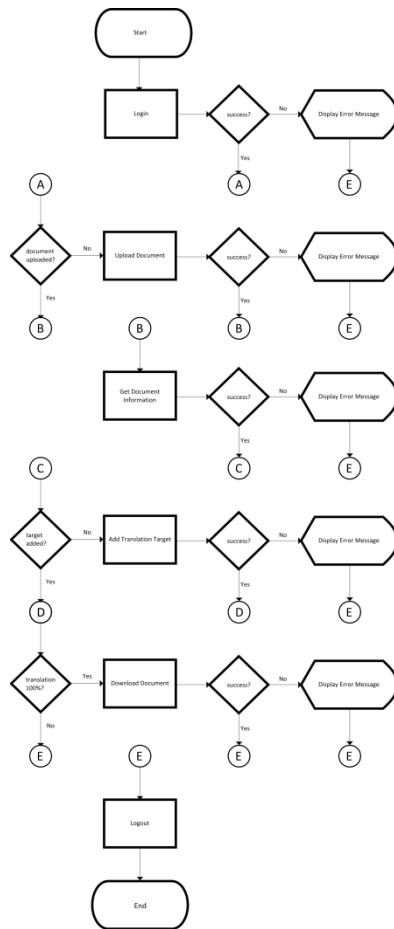 Start
Login
success?
No
Display Error Message
Yes
A
A
E
document
uploaded?
No
Upload Document
success?
No
Display Error Message
Yes
Yes
B
B
B
E
Get Document
Information
success?
No
Display Error Message
Yes
C
C
E
target
added?
No
Add Translation Target
success?
No
Display Error Message
Yes
Yes
D
D
E
translation
100%?
Yes
Download Document
success?
No
Display Error Message
No
Yes
E
E
E
E
Logout
End